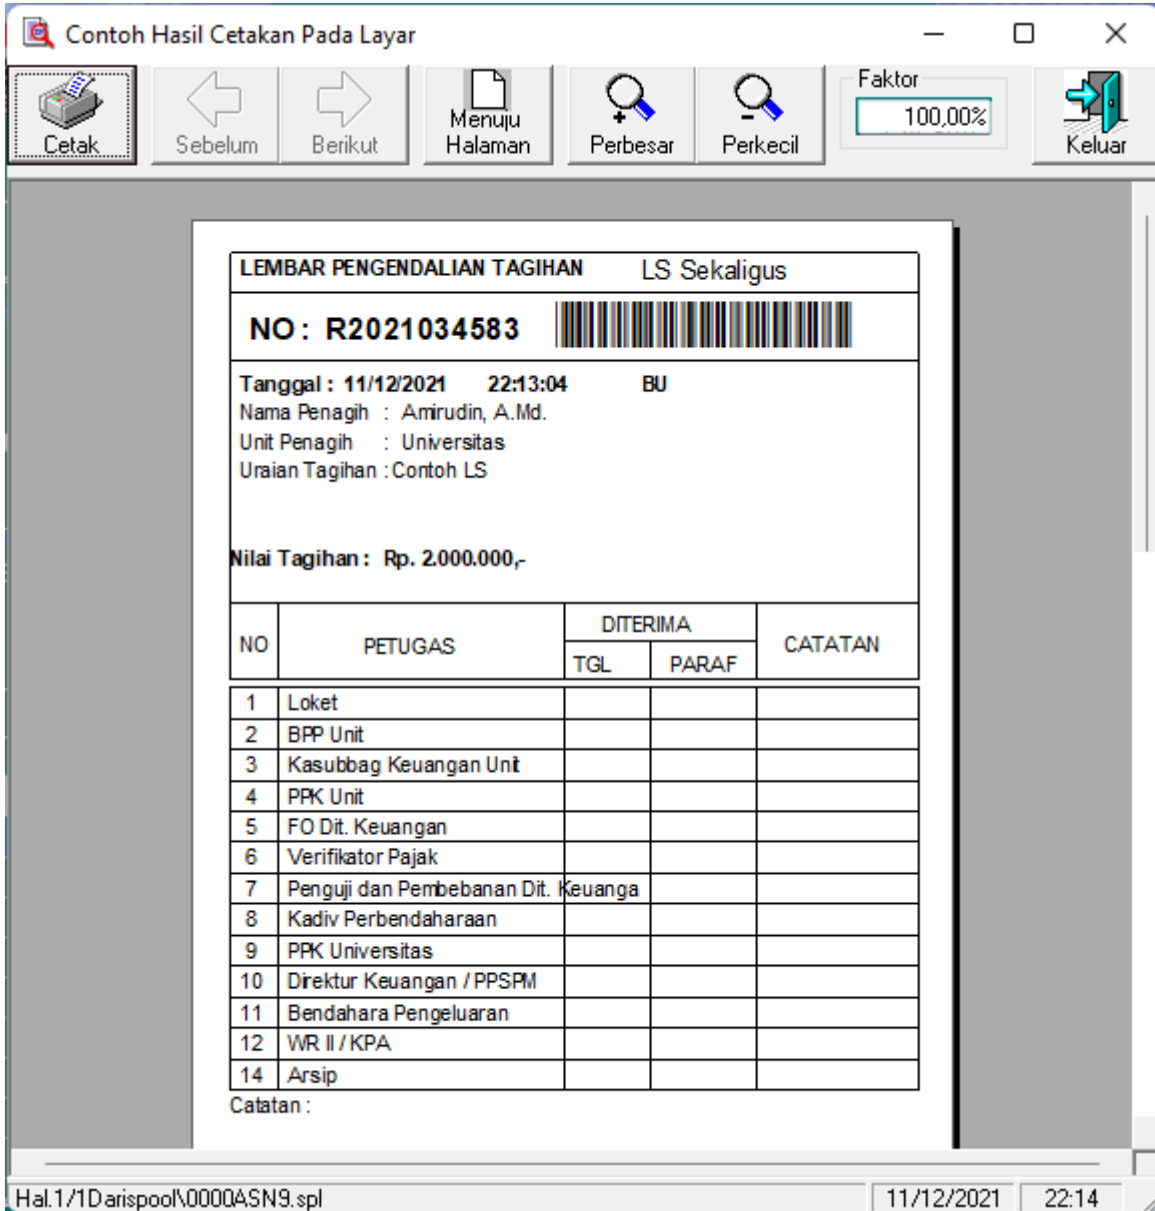 Contoh Hasil Cetakan Pada Layar
Cetak
Sebelum
Berikut
Menuju
Halaman
Perbesar
Perkecil
Faktor
100,00%
Keluar
LEMBAR PENGENDALIAN TAGIHAN LS Sekaligus
NO : R2021034583
Tanggal : 11/12/2021 22:13:04 BU
Nama Penagih : Amirudin, A.Md.
Unit Penagih : Universitas
Uraian Tagihan : Contoh LS
Nilai Tagihan : Rp. 2.000.000,-
NO PETUGAS DITERIMA CATATAN
TGL PARAF
1 Loket
2 BPP Unit
3 Kasubbag Keuangan Unit
4 PPK Unit
5 FO Dit. Keuangan
6 Verifikator Pajak
7 Penguji dan Pembebanan Dit. Keuanga
8 Kadiv Perbendaharaan
9 PPK Universitas
10 Direktur Keuangan / PPSPM
11 Bendahara Pengeluaran
12 WR II / KPA
14 Arsip
Catatan :
Hal.1/1Darispool\0000ASN9.spl 11/12/2021 22:14